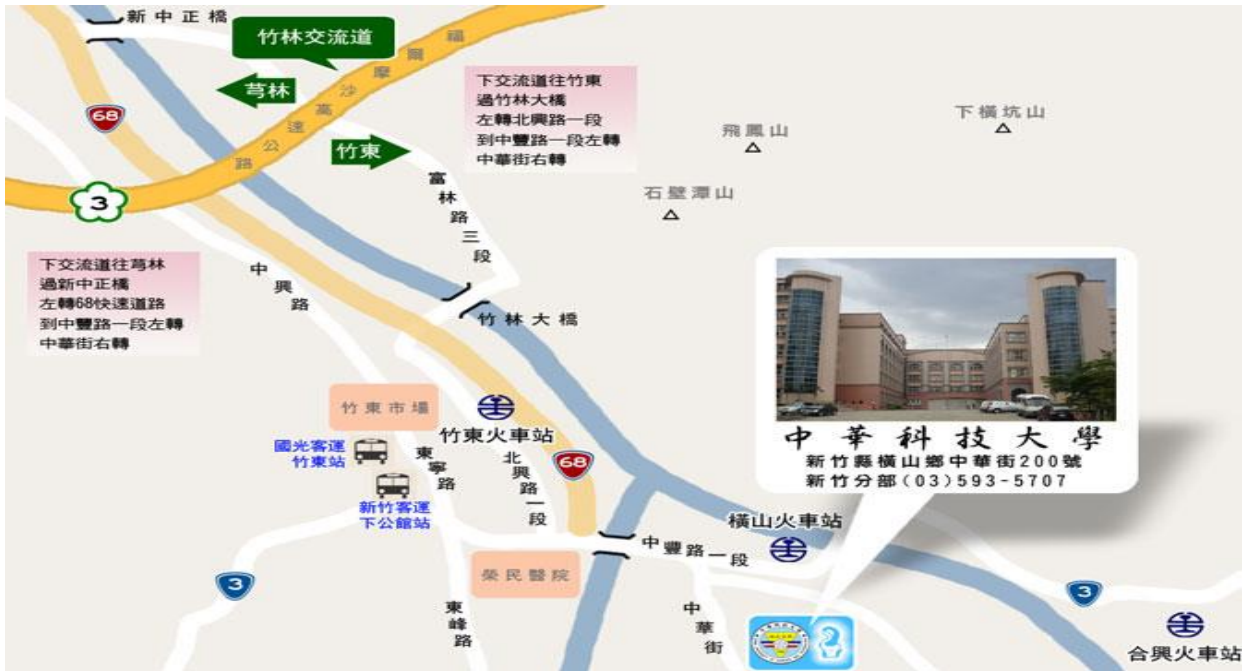 新中正橋
竹林交流道
福爾摩沙高速公路
芎林
68
下交流道往竹東
過竹林大橋
左轉北興路一段
到中豐路一段左轉
中華街右轉
下橫坑山
飛鳳山
竹東
石壁潭山
3
富林路三段
下交流道往芎林
過新中正橋
左轉68快速道路
到中豐路一段左轉
中華街右轉
中興路
竹林大橋
竹東市場
竹東火車站
國光客運
竹東站
東寧路
北興路一段
68
新竹客運
下公館站
中華科技大學
新竹縣橫山鄉中華街200號
新竹分部(03)593-5707
橫山火車站
中豐路一段
榮民醫院
3
3
東峰路
中華街
合興火車站